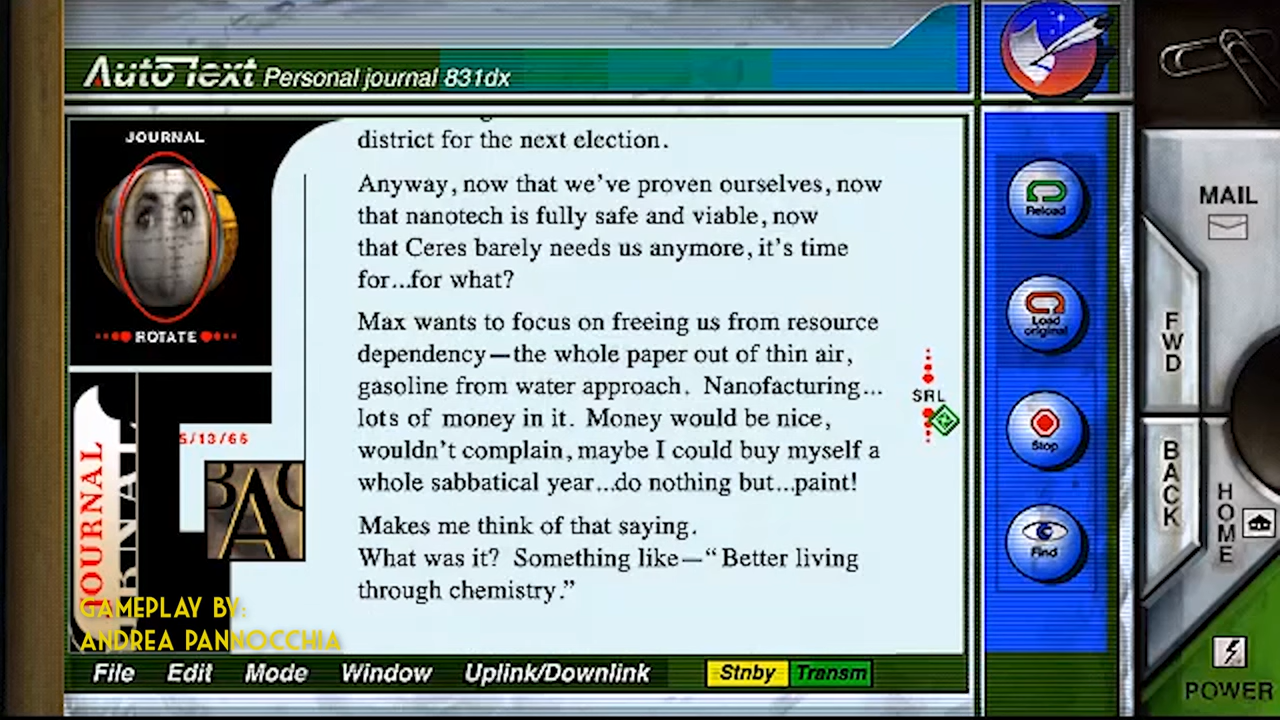 AutoText Personal journal 831dx
JOURNAL
ROTATE
5/13/66
BAC
JOURNAL
district for the next election.
Anyway, now that we've proven ourselves, now
that nanotech is fully safe and viable, now
that Ceres barely needs us anymore, it's time
for...for what?
Max wants to focus on freeing us from resource
dependency—the whole paper out of thin air,
gasoline from water approach. Nanofacturing...
lots of money in it. Money would be nice,
wouldn't complain, maybe I could buy myself a
whole sabbatical year...do nothing but...paint!
Makes me think of that saying.
What was it? Something like—“Better living
through chemistry.”
SRL
GAMEPLAY BY:
ANDREA PANNOCCHIA
File Edit Mode Window Uplink/Downlink Stnby Transm
Reload
Load
original
Stop
Find
MAIL
FWD
BACK
HOME
POWER